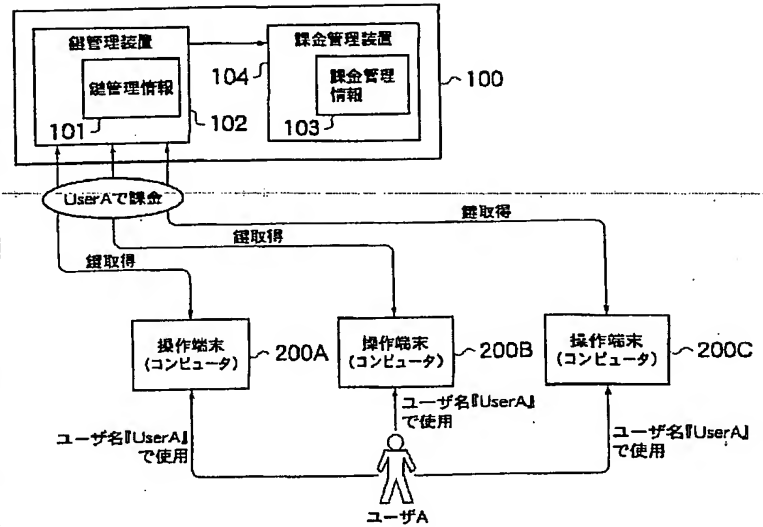 鍵管理装置
課金管理装置
鍵管理情報
課金管理
情報
104
100
101
102
103
UserAで課金
鍵取得
鍵取得
鍵取得
操作端末
(コンピュータ)
200A
操作端末
(コンピュータ)
200B
操作端末
(コンピュータ)
200C
ユーザ名『UserA』
で使用
ユーザ名『UserA』
で使用
ユーザ名『UserA』
で使用
ユーザA